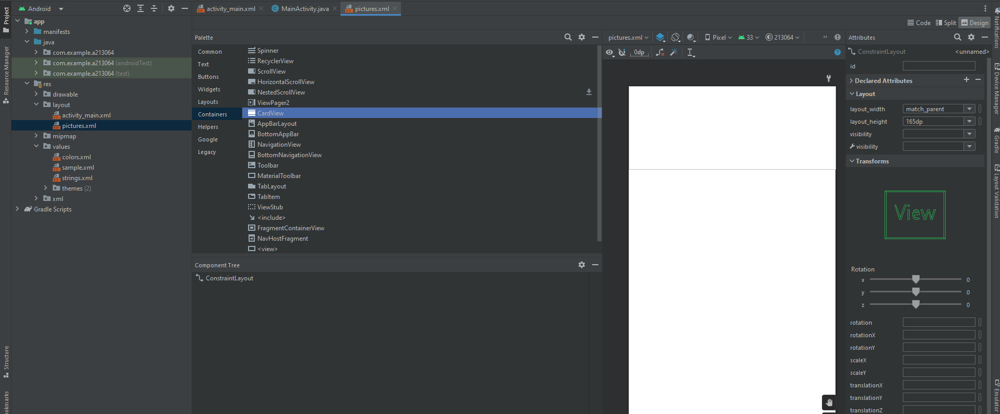 Android
activity_main.xml
MainActivity.java
pictures.xml
Project
Resource Manager
Structure
app
manifests
java
com.example.a213064
com.example.a213064 (androidTest)
com.example.a213064 (test)
res
drawable
layout
activity_main.xml
pictures.xml
mipmap
values
colors.xml
sample.xml
strings.xml
themes (2)
xml
Gradle Scripts
Code
Split
Design
Palette
Common
Text
Buttons
Widgets
Layouts
Containers
Helpers
Google
Legacy
Spinner
RecyclerView
ScrollView
HorizontalScrollView
NestedScrollView
ViewPager2
CardView
AppBarLayout
BottomAppBar
NavigationView
BottomNavigationView
Toolbar
MaterialToolbar
TabLayout
TabItem
ViewStub
<include>
FragmentContainerView
NavHostFragment
<view>
Component Tree
ConstraintLayout
pictures.xml
Pixel
33
213064
0dp
Attributes
ConstraintLayout <unnamed>
id
Declared Attributes
Layout
layout_width match_parent
layout_height 165dp
visibility
visibility
Transforms
View
Rotation
x 0
y 0
z 0
rotation
rotationX
rotationY
scaleX
scaleY
translationX
translationY
translationZ
Notifications
Device Manager
Gradle
Layout Validation
Emulator